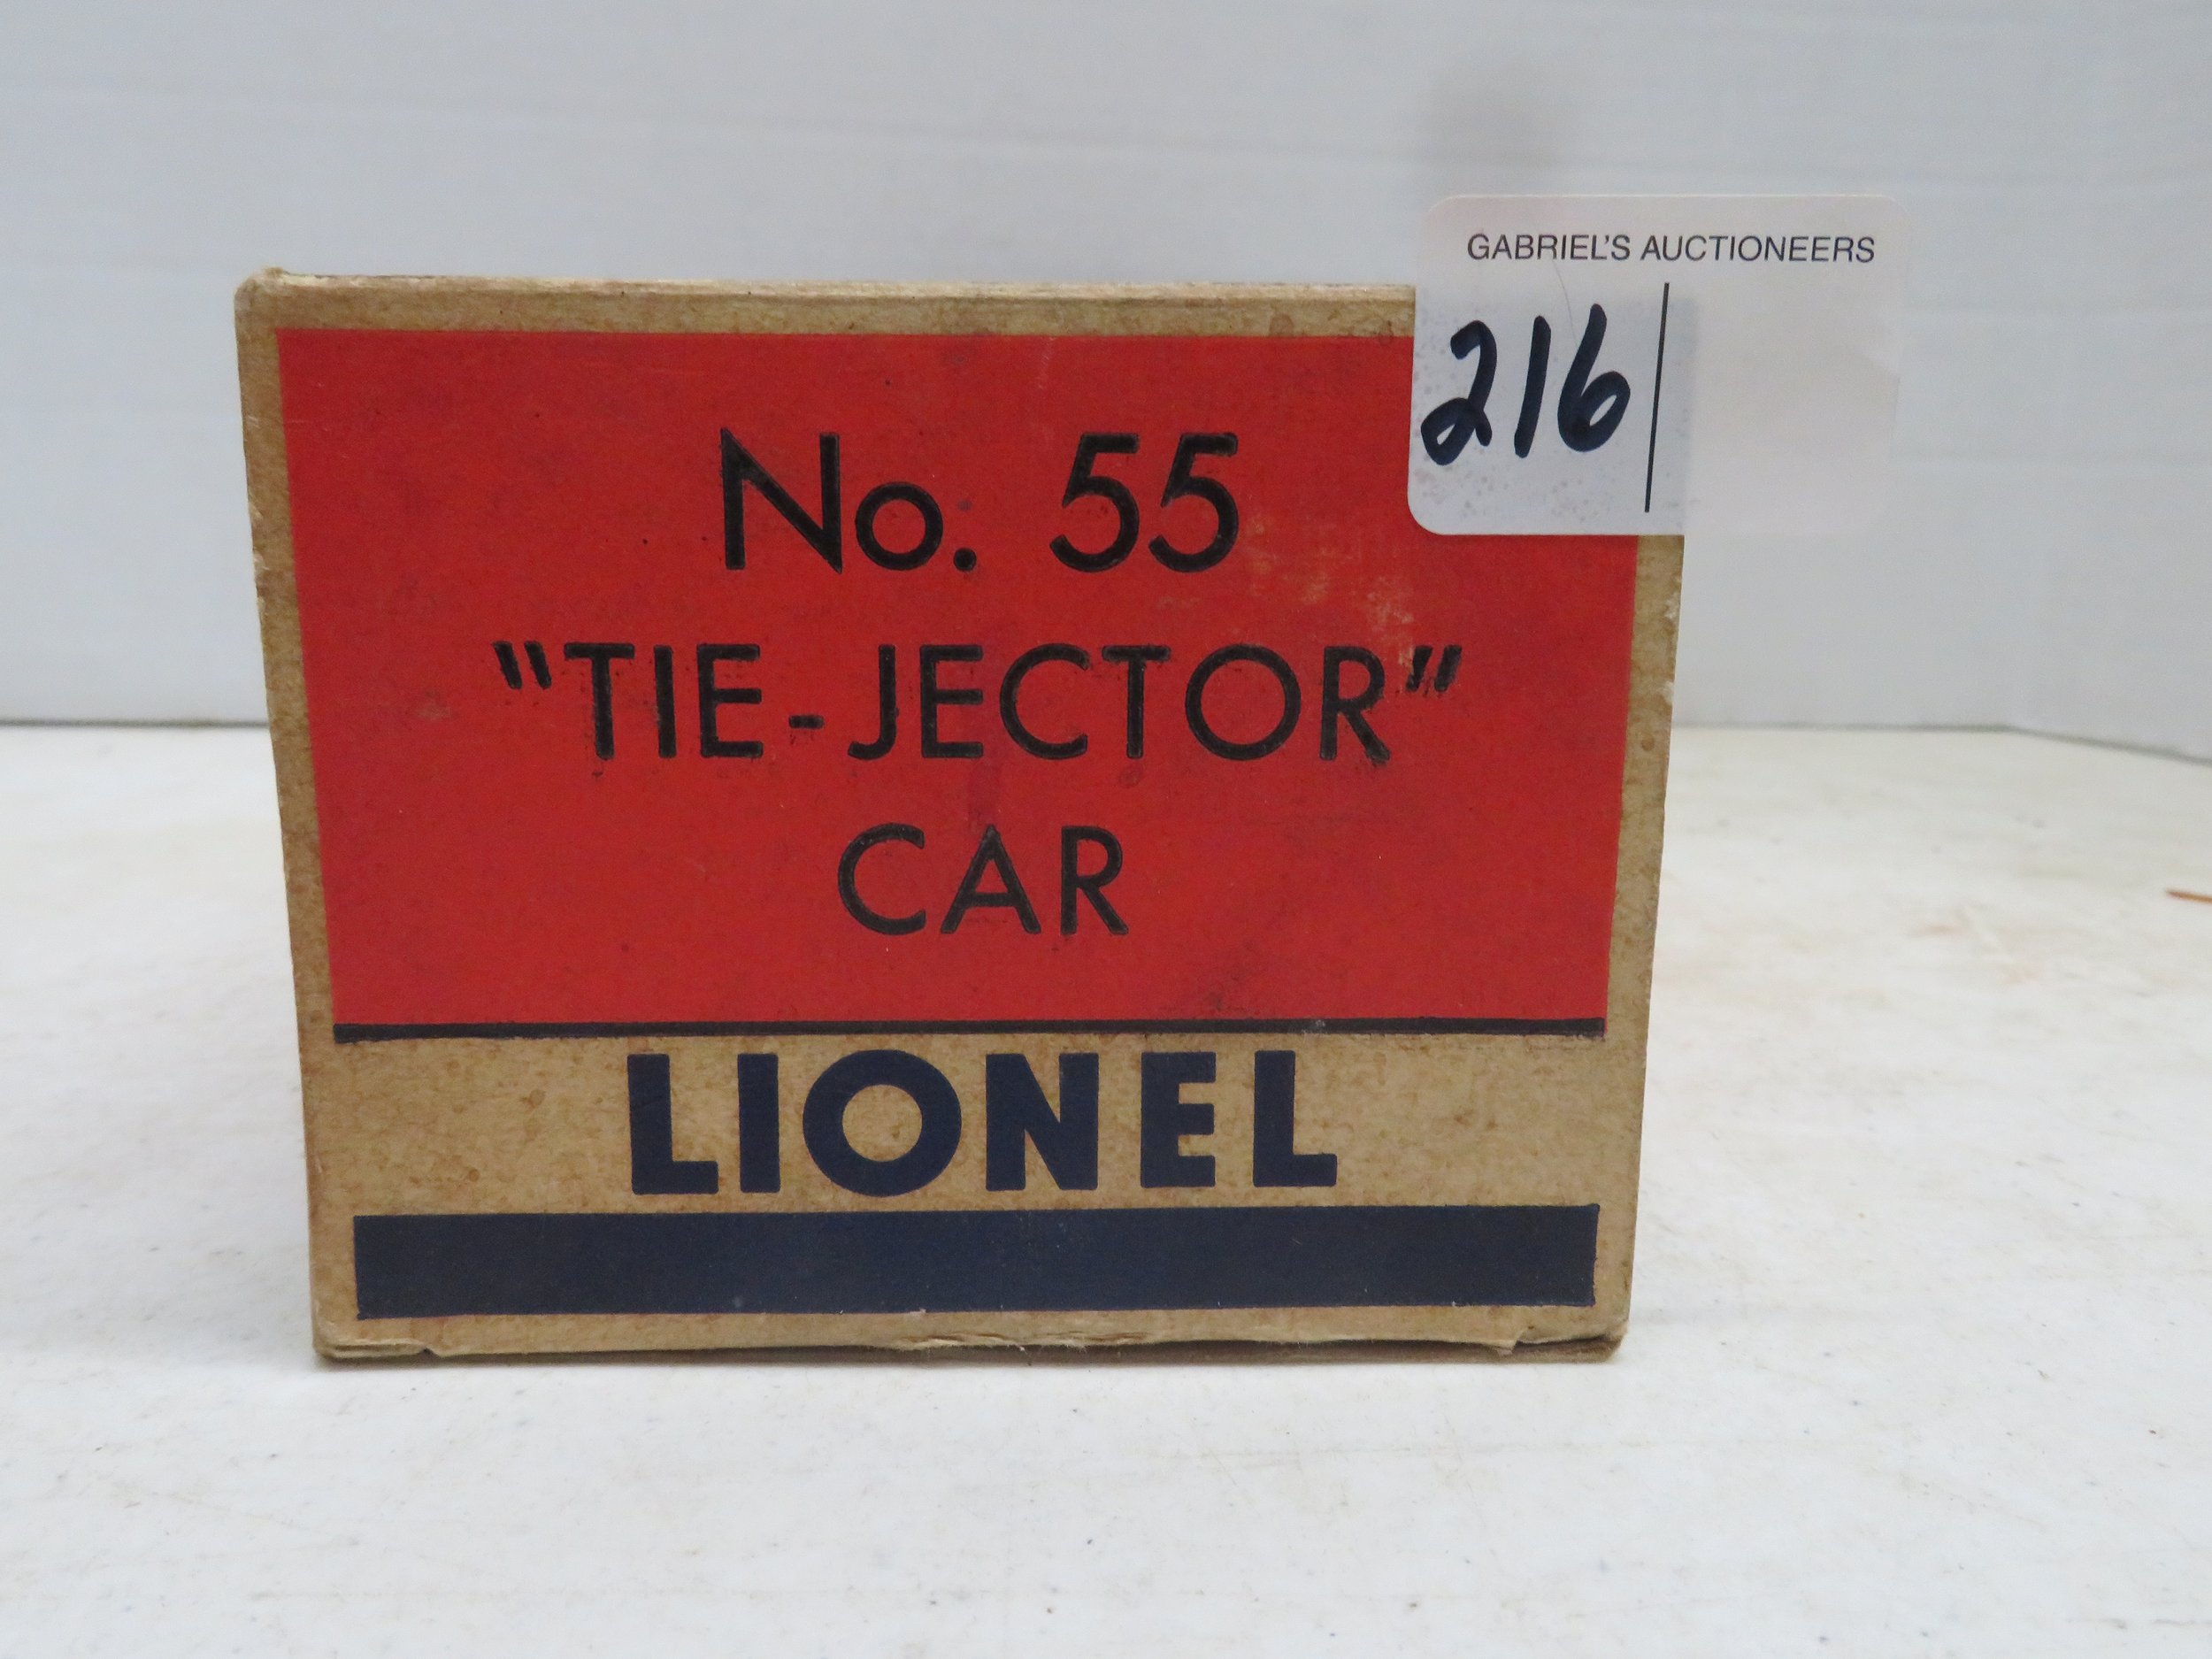 GABRIEL'S AUCTIONEERS
216
No. 55
"TIE-JECTOR"
CAR
LIONEL